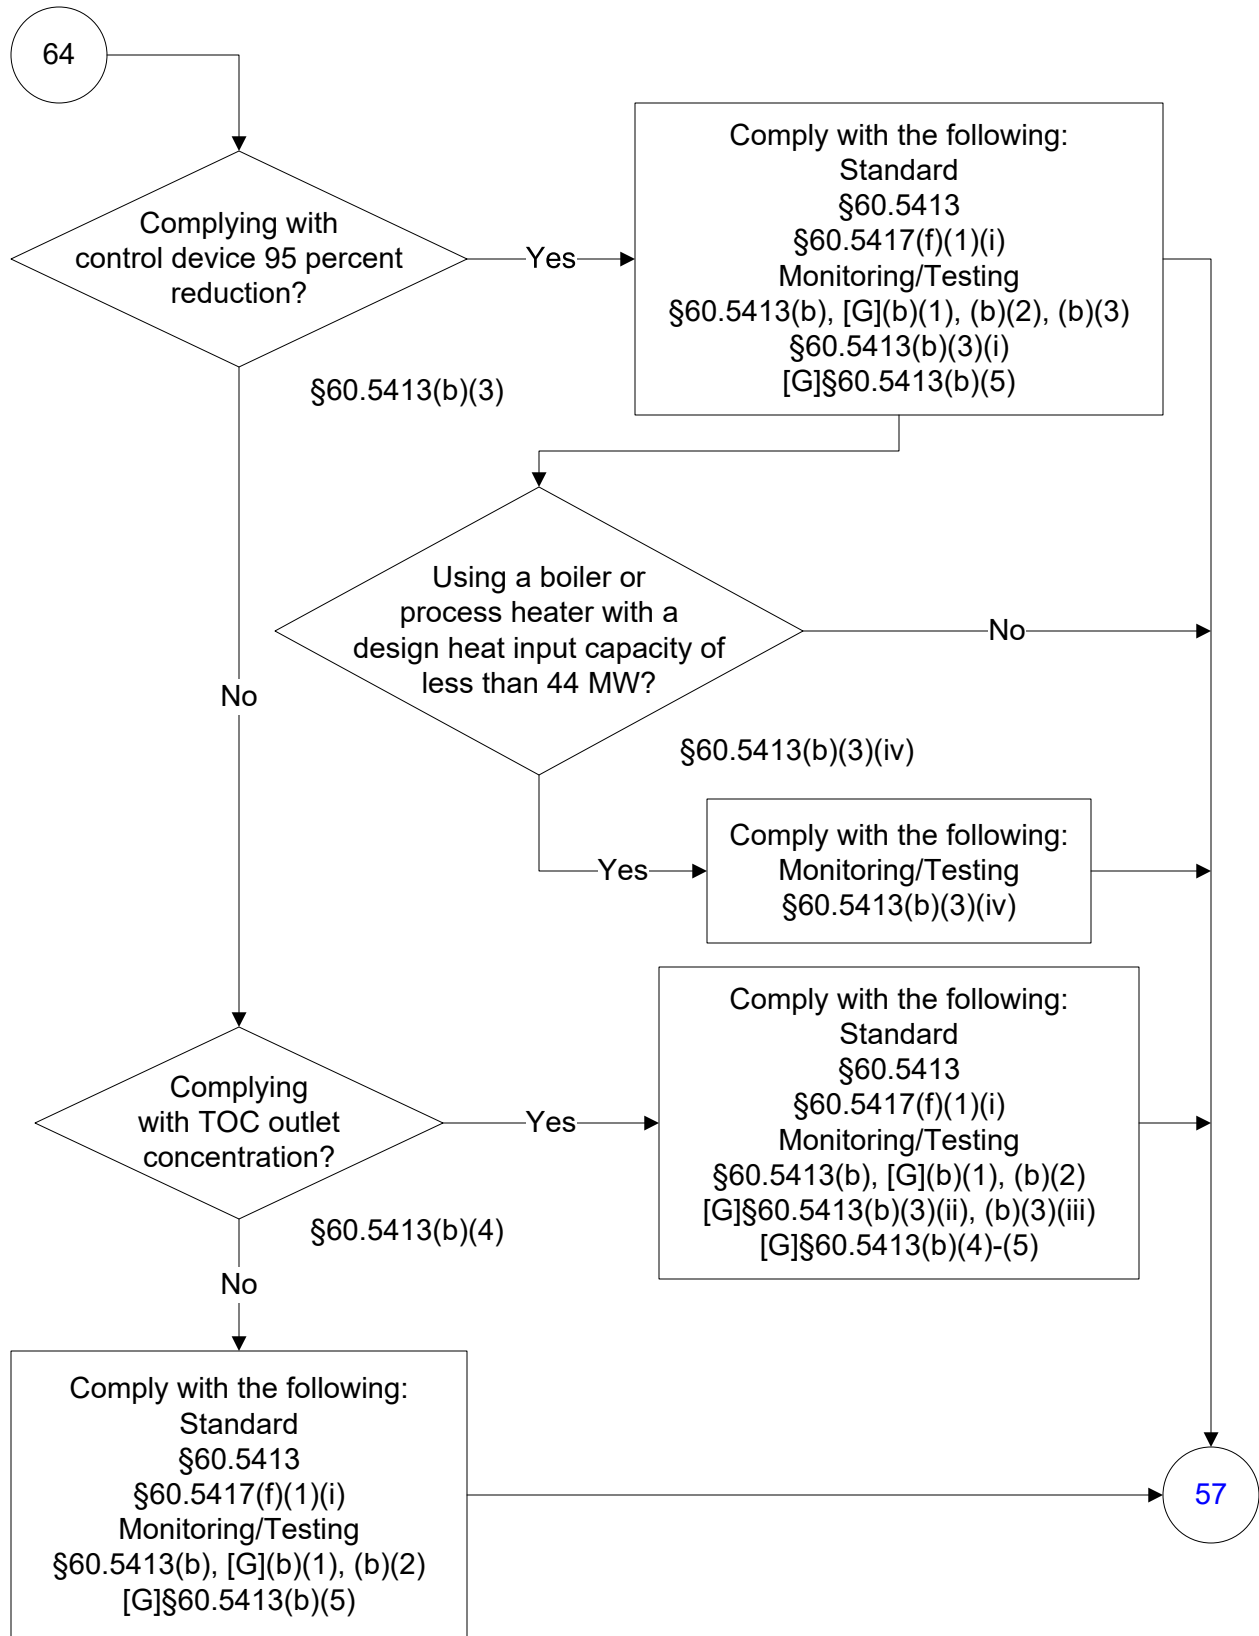 64
Complying with
control device 95 percent
reduction?
Yes
Comply with the following:
Standard
§60.5413
§60.5417(f)(1)(i)
Monitoring/Testing
§60.5413(b), [G](b)(1), (b)(2), (b)(3)
§60.5413(b)(3)(i)
[G]§60.5413(b)(5)
§60.5413(b)(3)
Using a boiler or
process heater with a
design heat input capacity of
less than 44 MW?
No
No
§60.5413(b)(3)(iv)
Yes
Comply with the following:
Monitoring/Testing
§60.5413(b)(3)(iv)
Complying
with TOC outlet
concentration?
Yes
Comply with the following:
Standard
§60.5413
§60.5417(f)(1)(i)
Monitoring/Testing
§60.5413(b), [G](b)(1), (b)(2)
[G]§60.5413(b)(3)(ii), (b)(3)(iii)
[G]§60.5413(b)(4)-(5)
§60.5413(b)(4)
No
Comply with the following:
Standard
§60.5413
§60.5417(f)(1)(i)
Monitoring/Testing
§60.5413(b), [G](b)(1), (b)(2)
[G]§60.5413(b)(5)
57